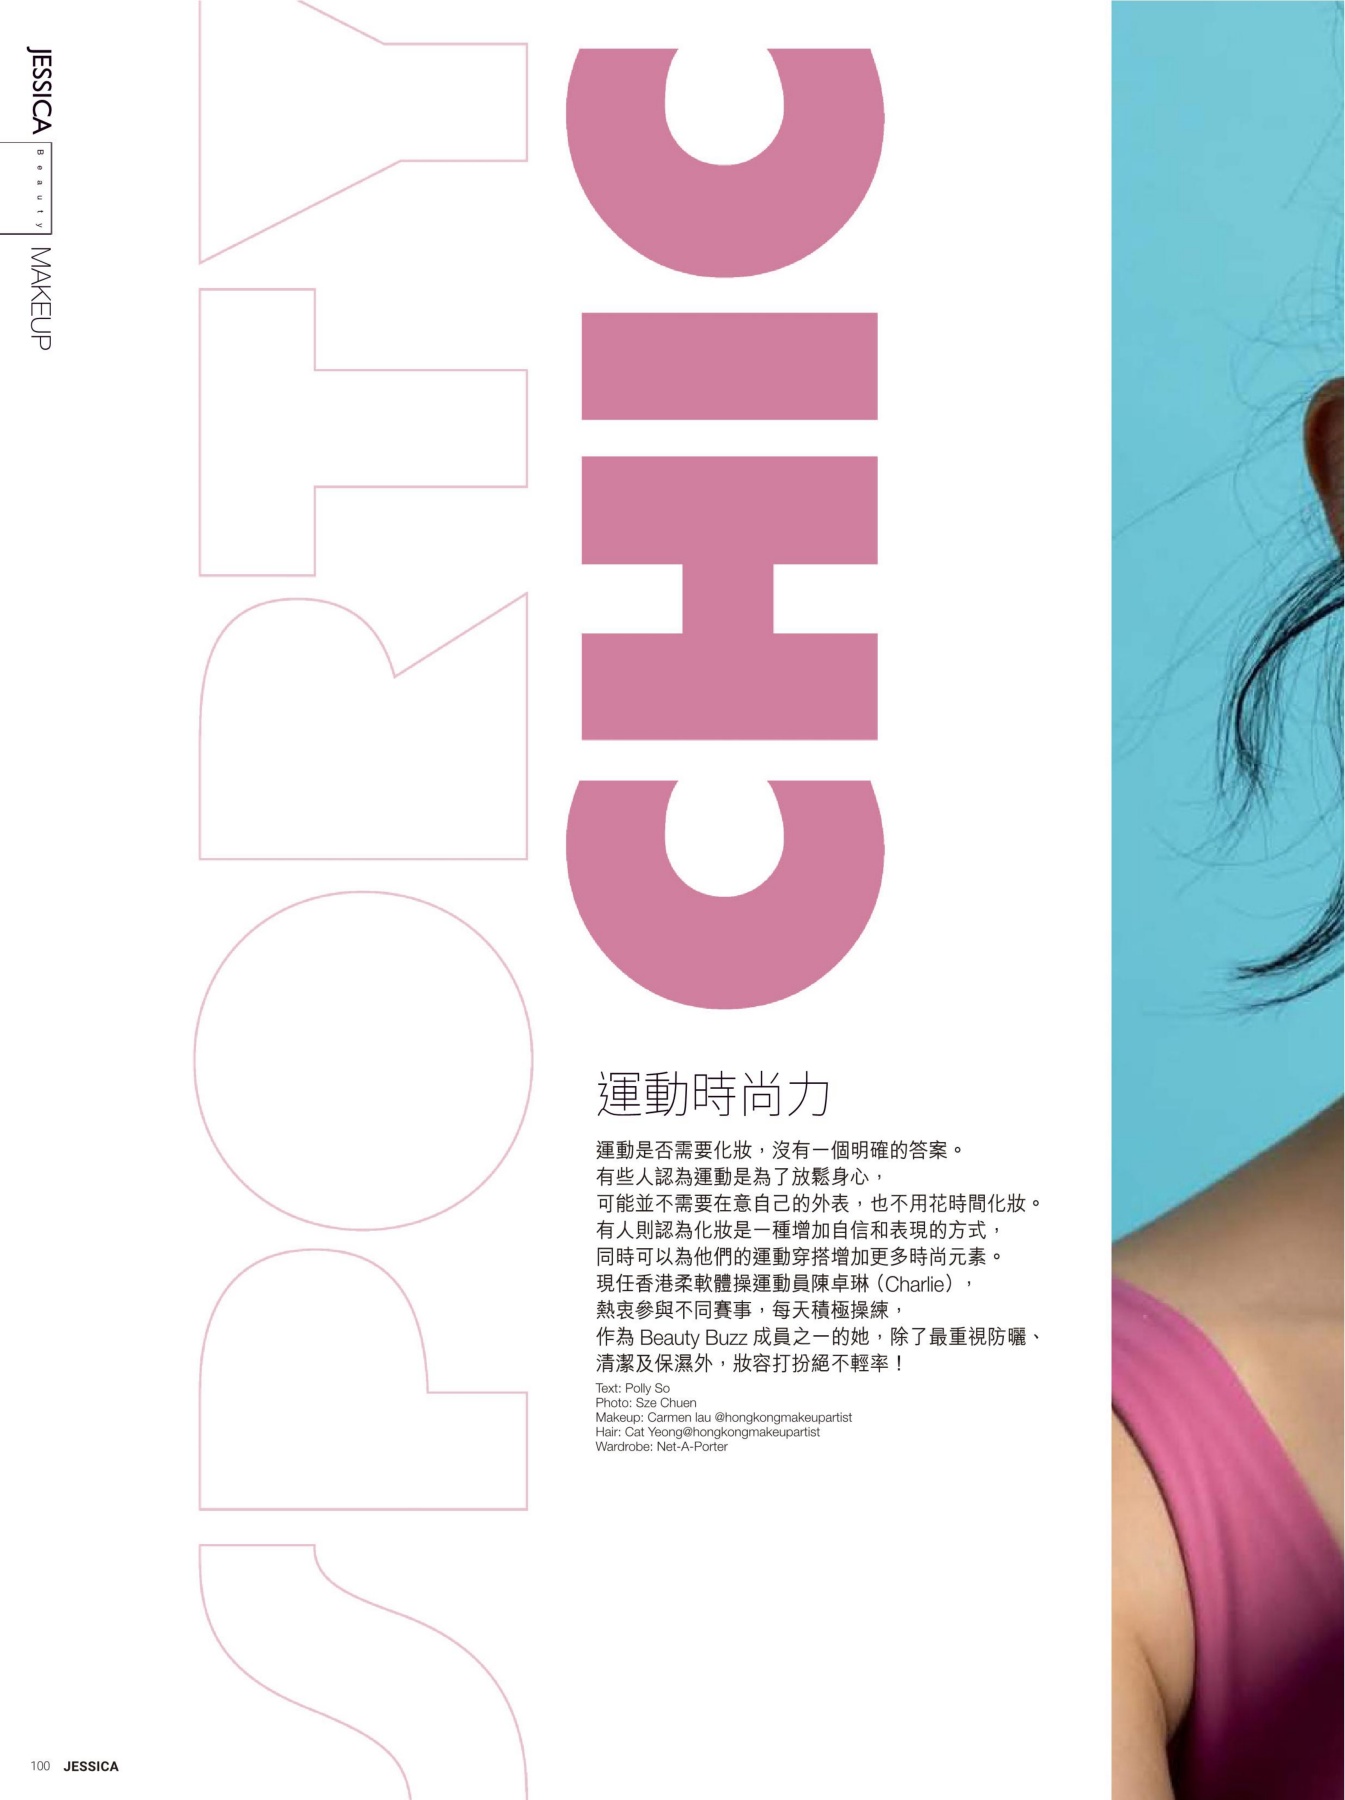 JESSICA
Beauty
MAKEUP
SPORTY
CHIC
運動時尚力
運動是否需要化妝，沒有一個明確的答案。
有些人認為運動是為了放鬆身心，
可能並不需要在意自己的外表，也不用花時間化妝。
有人則認為化妝是一種增加自信和表現的方式，
同時可以為他們的運動穿搭增加更多時尚元素。
現任香港柔軟體操運動員陳卓琳（Charlie），
熱衷參與不同賽事，每天積極操練，
作為 Beauty Buzz 成員之一的她，除了最重視防曬、
清潔及保濕外，妝容打扮絕不輕率！
Text: Polly So
Photo: Sze Chuen
Makeup: Carmen lau @hongkongmakeupartist
Hair: Cat Yeong@hongkongmakeupartist
Wardrobe: Net-A-Porter
100 JESSICA